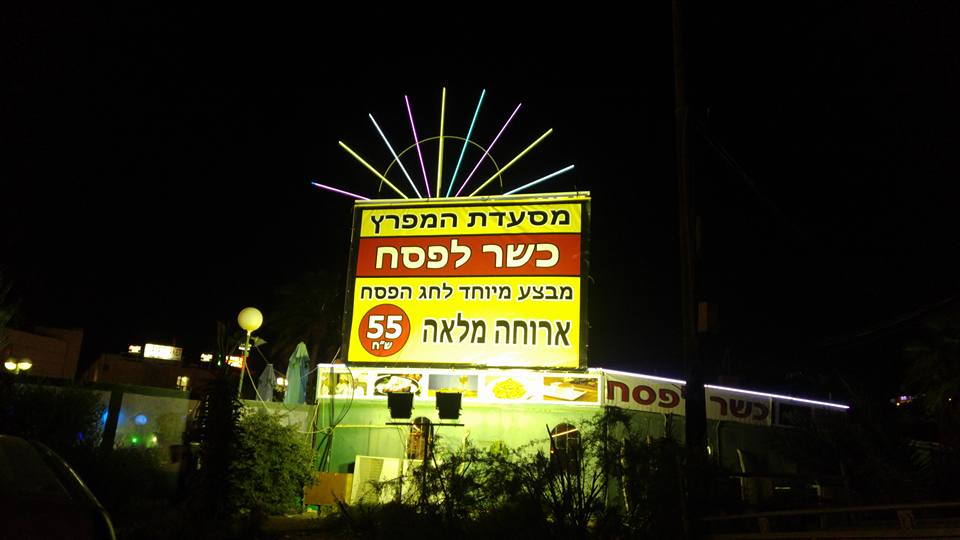 מסעדת המפרץ
כשר לפסח
מבצע מיוחד לחג הפסח
ארוחה מלאה
55
ש"ח
כשר לפסח